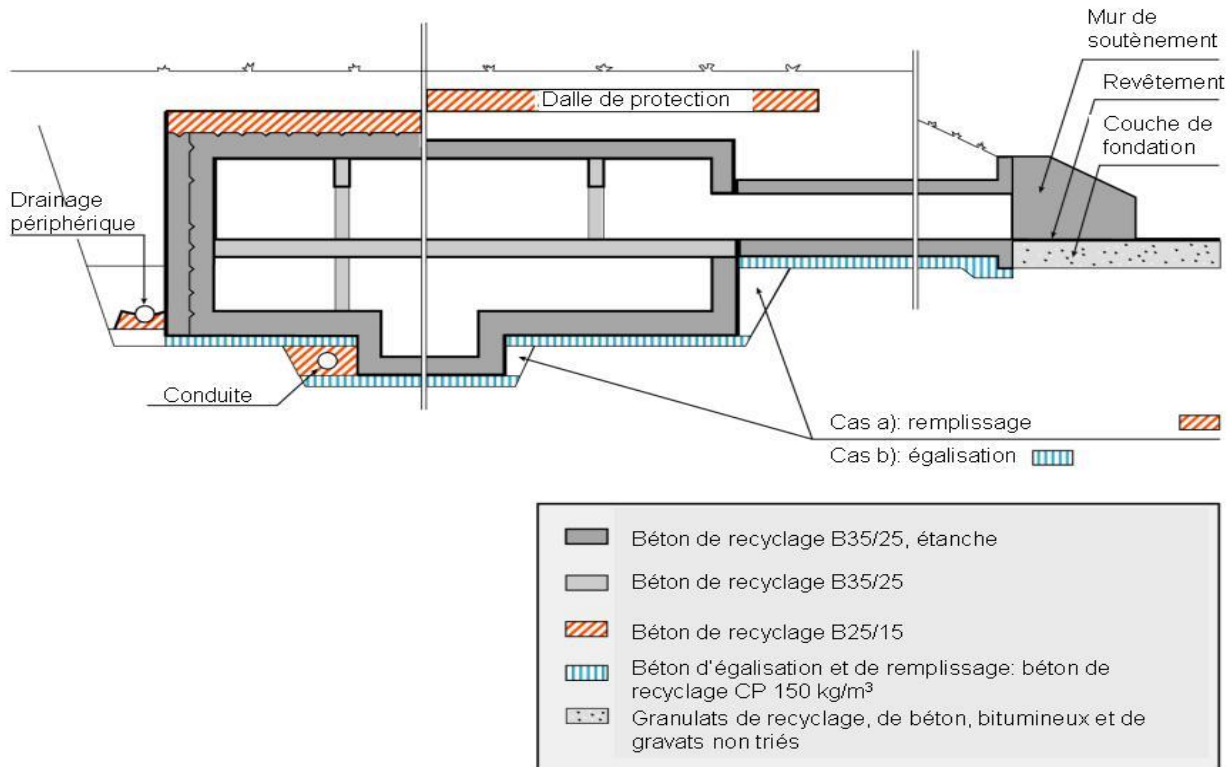 Mur de
soutènement
Revêtement
Couche de
fondation
Dalle de protection
Drainage
périphérique
Conduite
Cas a): remplissage
Cas b): égalisation
Béton de recyclage B35/25, étanche
Béton de recyclage B35/25
Béton de recyclage B25/15
Béton d'égalisation et de remplissage: béton de
recyclage CP 150 kg/m³
Granulats de recyclage, de béton, bitumineux et de
gravats non triés